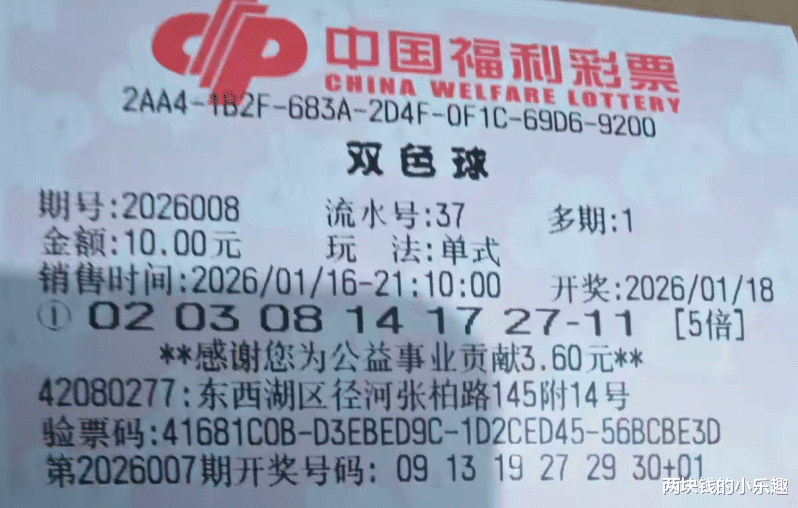 中国福利彩票
CHINA WELFARE LOTTERY
2AA4-1B2F-683A-2D4F-0F1C-69D6-9200
双色球
期号:2026008 流水号:37 多期:1
金额:10.00元 玩 法:单式
销售时间:2026/01/16-21:10:00 开奖:2026/01/18
① 02 03 08 14 17 27-11 [5倍]
**感谢您为公益事业贡献3.60元**
42080277:东西湖区径河张柏路145附14号
验票码:41681C0B-D3EBED9C-1D2CED45-56BCBE3D
第2026007期开奖号码: 09 13 19 27 29 30+01
两块钱的小乐趣